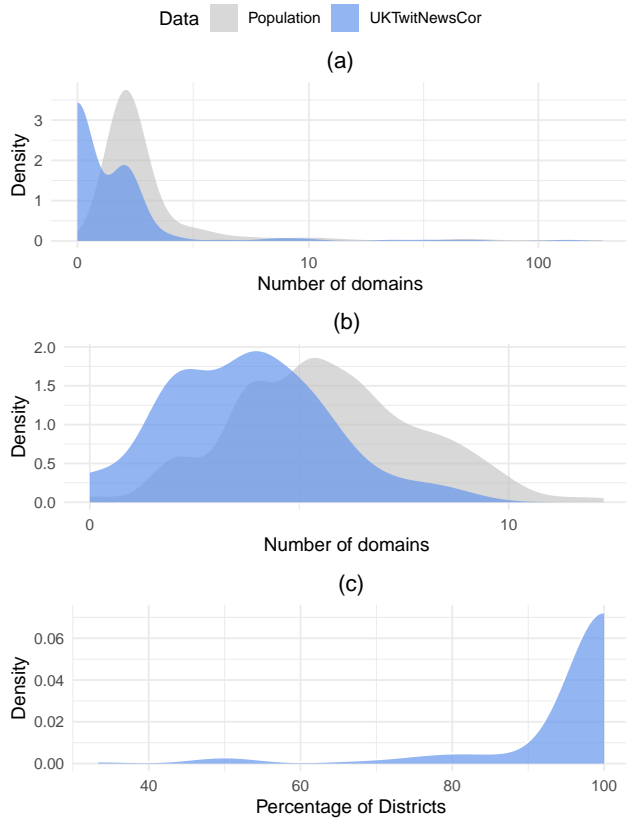 Data Population UKTwitNewsCor
(a)
3
2
1
0
Density
0 10 100
Number of domains
(b)
2.0
1.5
1.0
0.5
0.0
Density
0 10
Number of domains
(c)
0.06
0.04
0.02
0.00
Density
40 60 80 100
Percentage of Districts